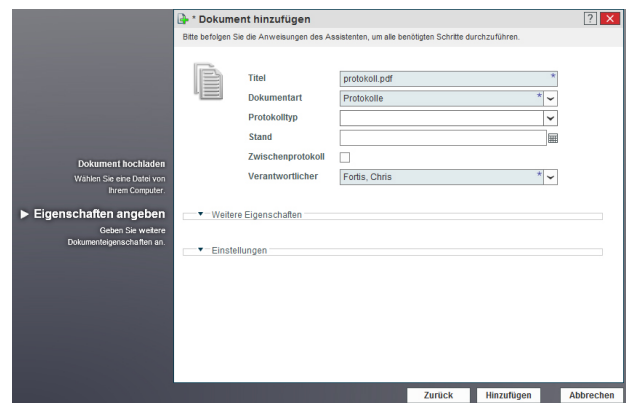 * Dokument hinzufügen
?
Bitte befolgen Sie die Anweisungen des Assistenten, um alle benötigten Schritte durchzuführen.
Titel protokoll.pdf *
Dokumentart Protokolle *
Protokolltyp
Stand
Zwischenprotokoll
Verantwortlicher Fortis, Chris *
Dokument hochladen
Wählen Sie eine Datei von
Ihrem Computer.
Eigenschaften angeben
Geben Sie weitere
Dokumenteigenschaften an.
Weitere Eigenschaften
Einstellungen
Zurück Hinzufügen Abbrechen